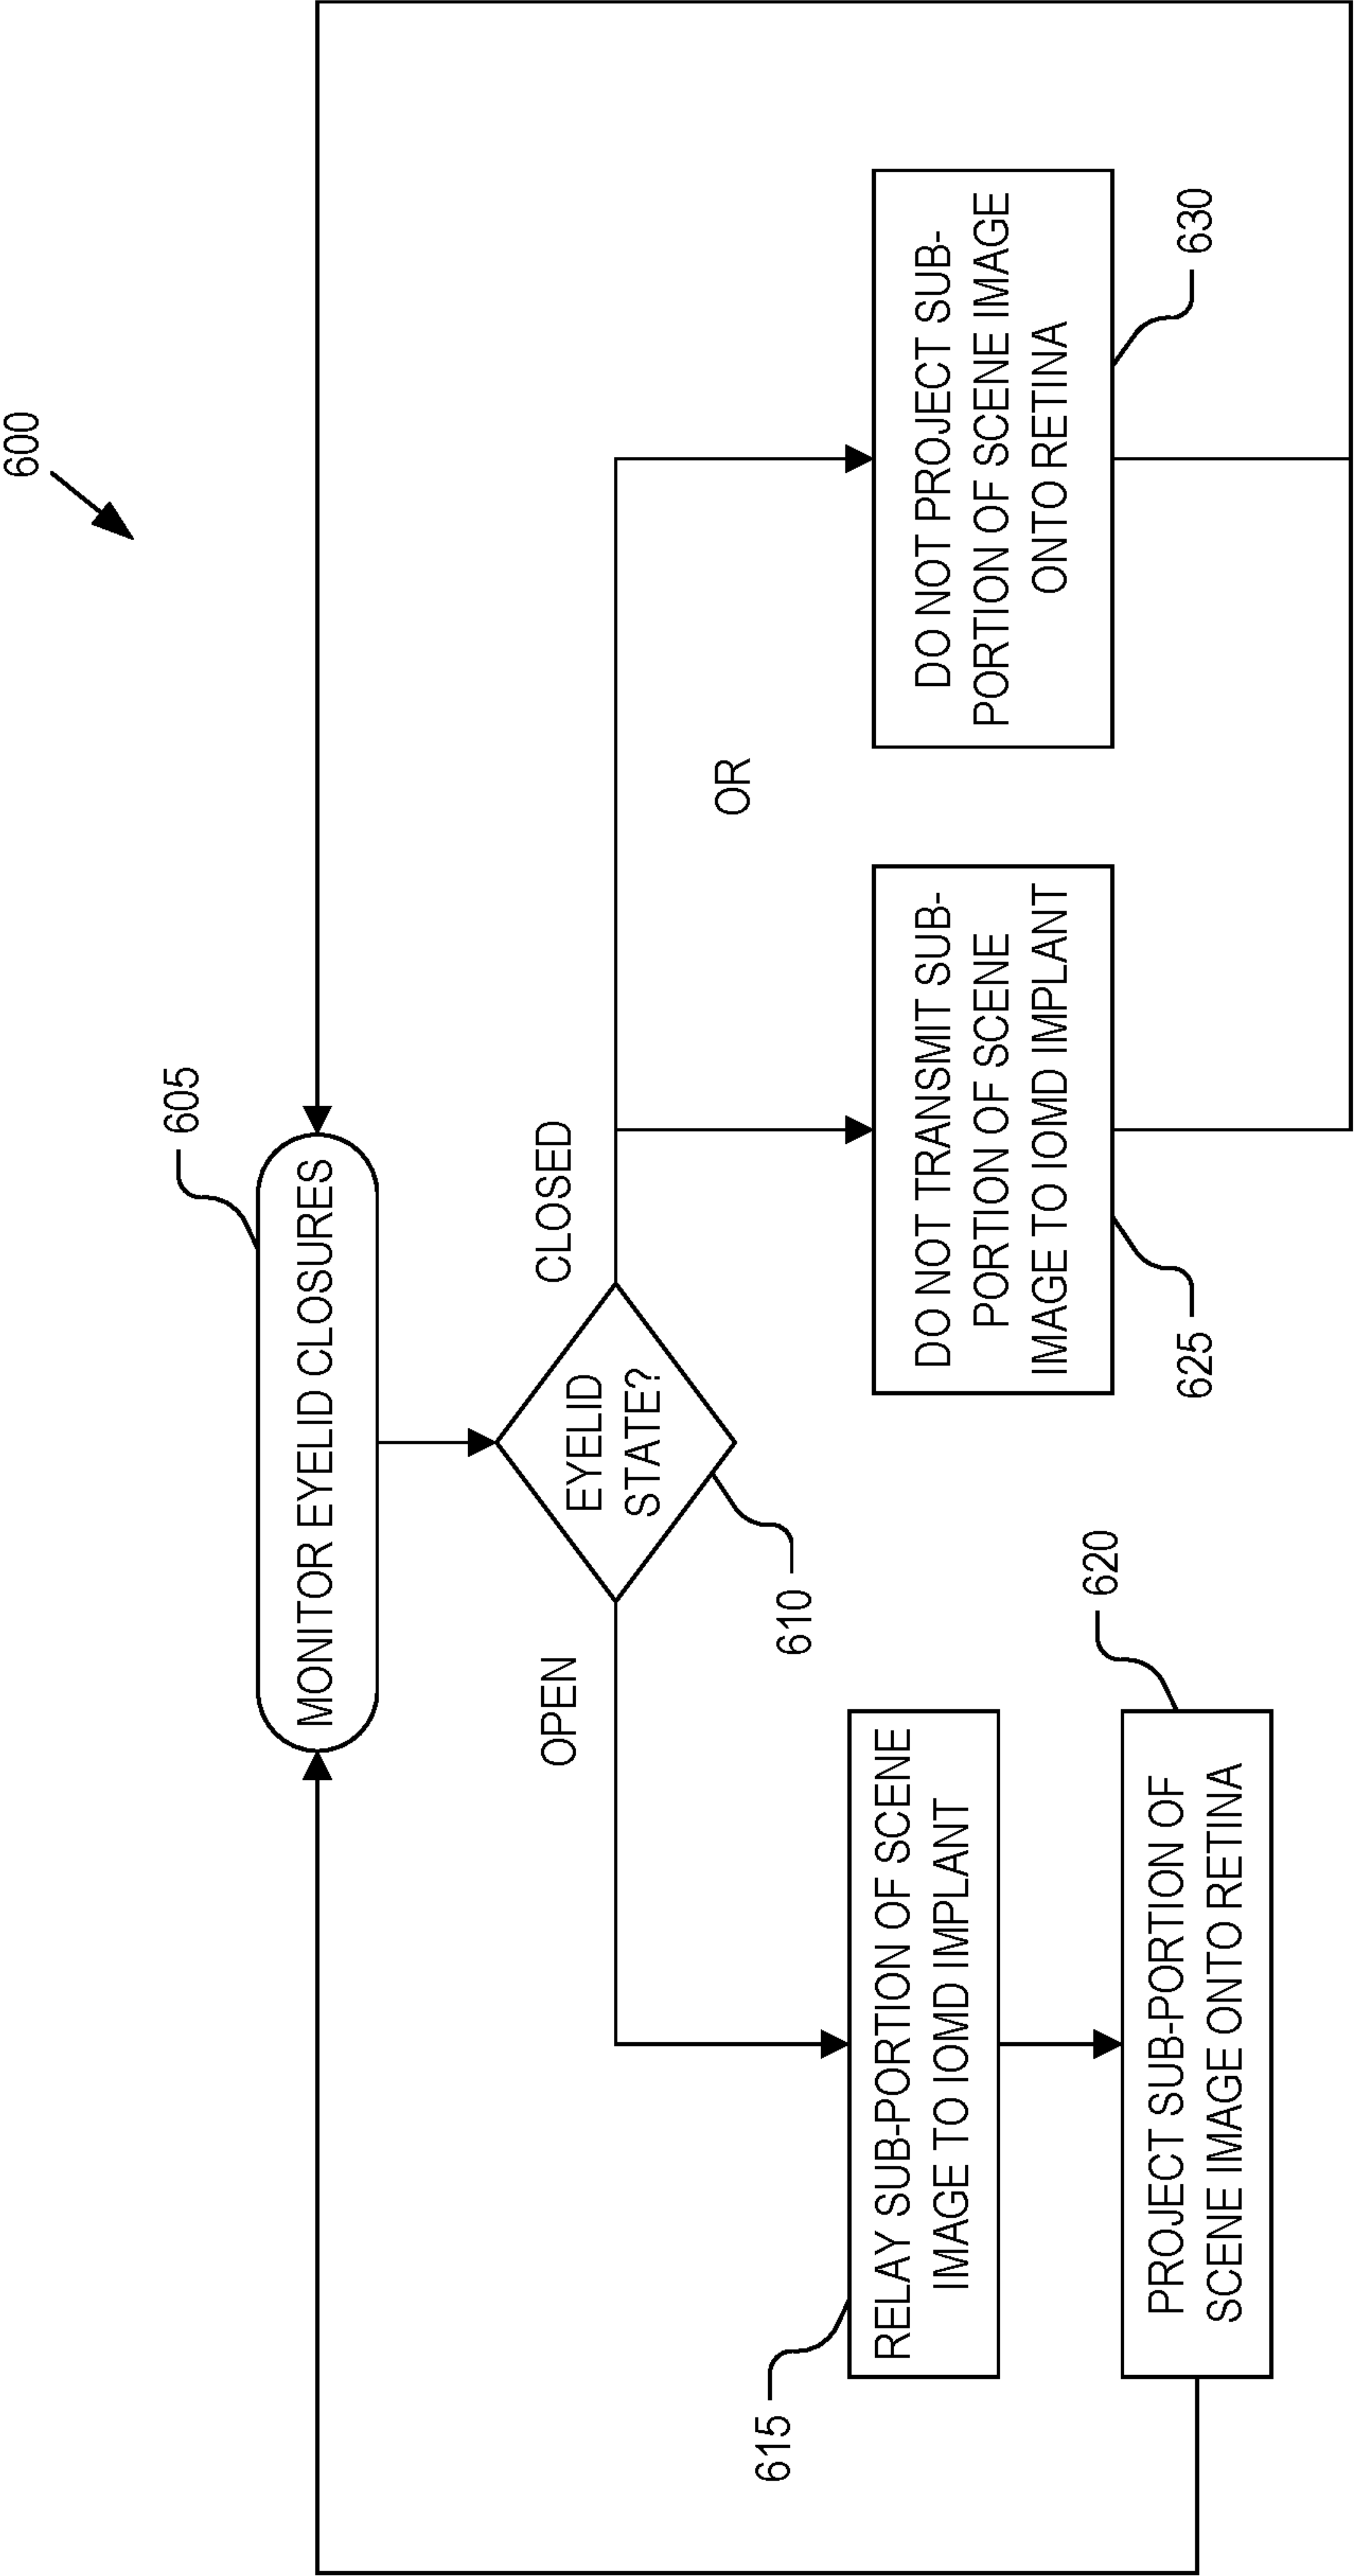 600
605
MONITOR EYELID CLOSURES
OPEN
CLOSED
EYELID
STATE?
610
OR
615
RELAY SUB-PORTION OF SCENE
IMAGE TO IOMD IMPLANT
620
PROJECT SUB-PORTION OF
SCENE IMAGE ONTO RETINA
DO NOT TRANSMIT SUB-
PORTION OF SCENE
IMAGE TO IOMD IMPLANT
625
DO NOT PROJECT SUB-
PORTION OF SCENE IMAGE
ONTO RETINA
630